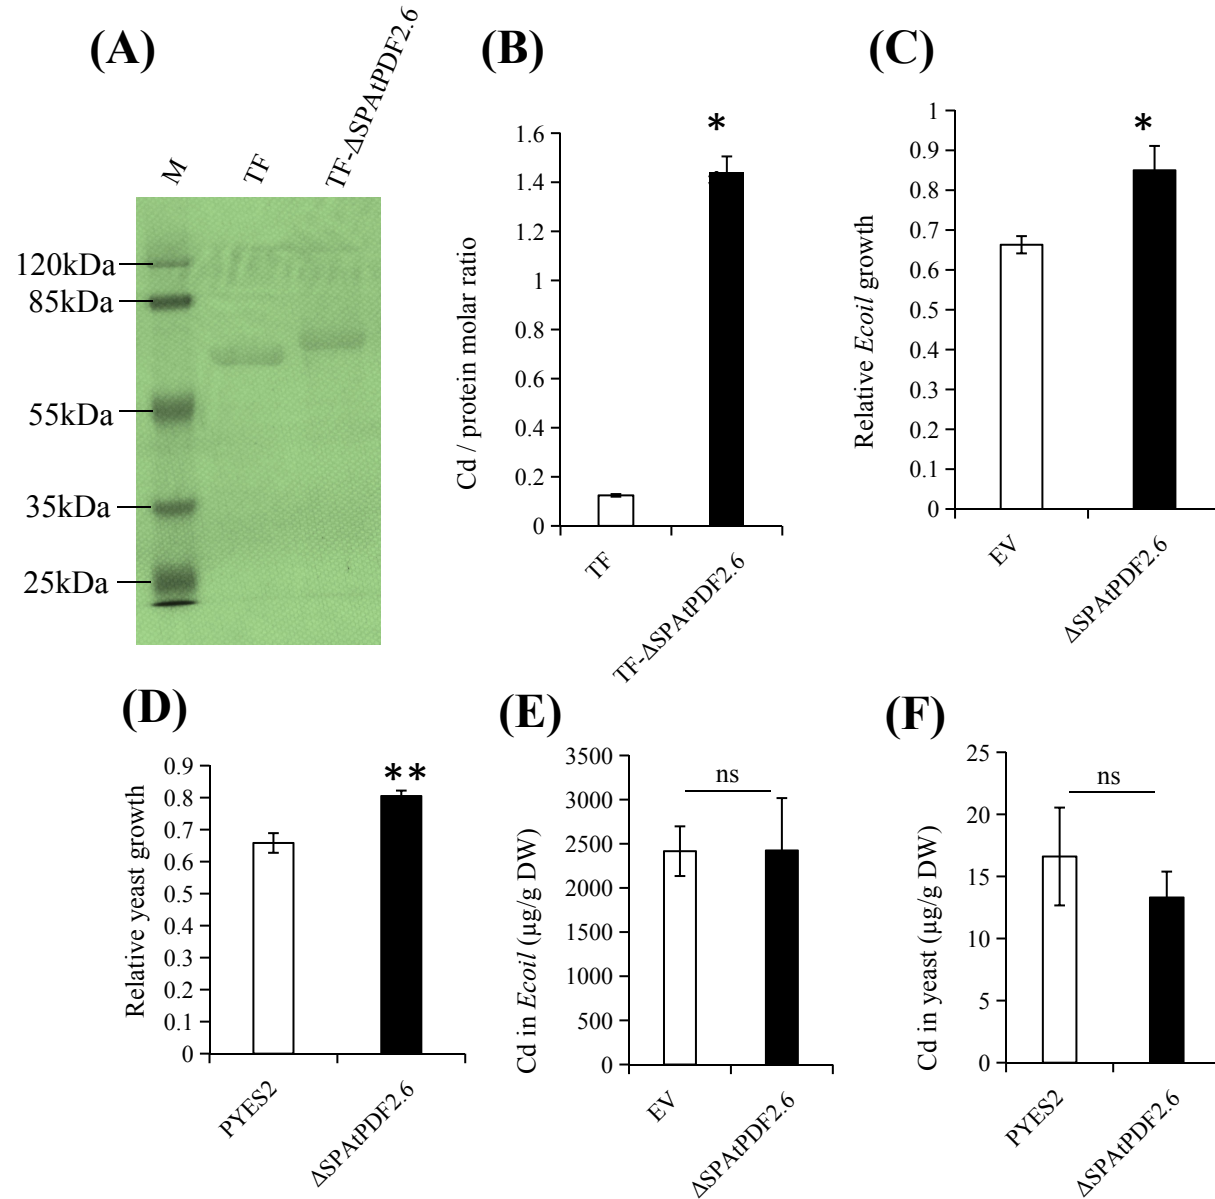 (A)
M
TF
TF-ΔSPAtPDF2.6
120kDa
85kDa
55kDa
35kDa
25kDa
(B)
Cd / protein molar ratio
1.6
1.4
1.2
1
0.8
0.6
0.4
0.2
0
*
TF
TF-ΔSPAtPDF2.6
(C)
Relative Ecoil growth
1
0.9
0.8
0.7
0.6
0.5
0.4
0.3
0.2
0.1
0
*
EV
ΔSPAtPDF2.6
(D)
Relative yeast growth
0.9
0.8
0.7
0.6
0.5
0.4
0.3
0.2
0.1
0
**
PYES2
ΔSPAtPDF2.6
(E)
Cd in Ecoil (μg/g DW)
3500
3000
2500
2000
1500
1000
500
0
ns
EV
ΔSPAtPDF2.6
(F)
Cd in yeast (μg/g DW)
25
20
15
10
5
0
ns
PYES2
ΔSPAtPDF2.6